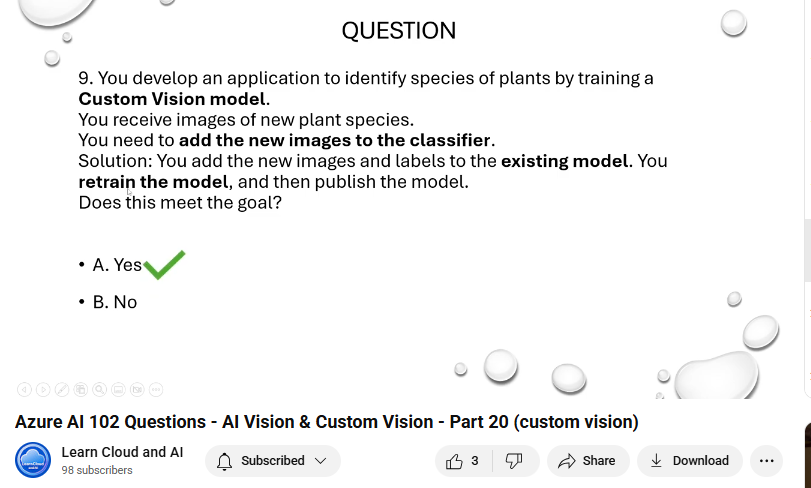 QUESTION
9. You develop an application to identify species of plants by training a
Custom Vision model.
You receive images of new plant species.
You need to add the new images to the classifier.
Solution: You add the new images and labels to the existing model. You
retrain the model, and then publish the model.
Does this meet the goal?
• A. Yes
• B. No
Azure AI 102 Questions - AI Vision & Custom Vision - Part 20 (custom vision)
Learn Cloud and AI
98 subscribers
Subscribed
3
Share
Download